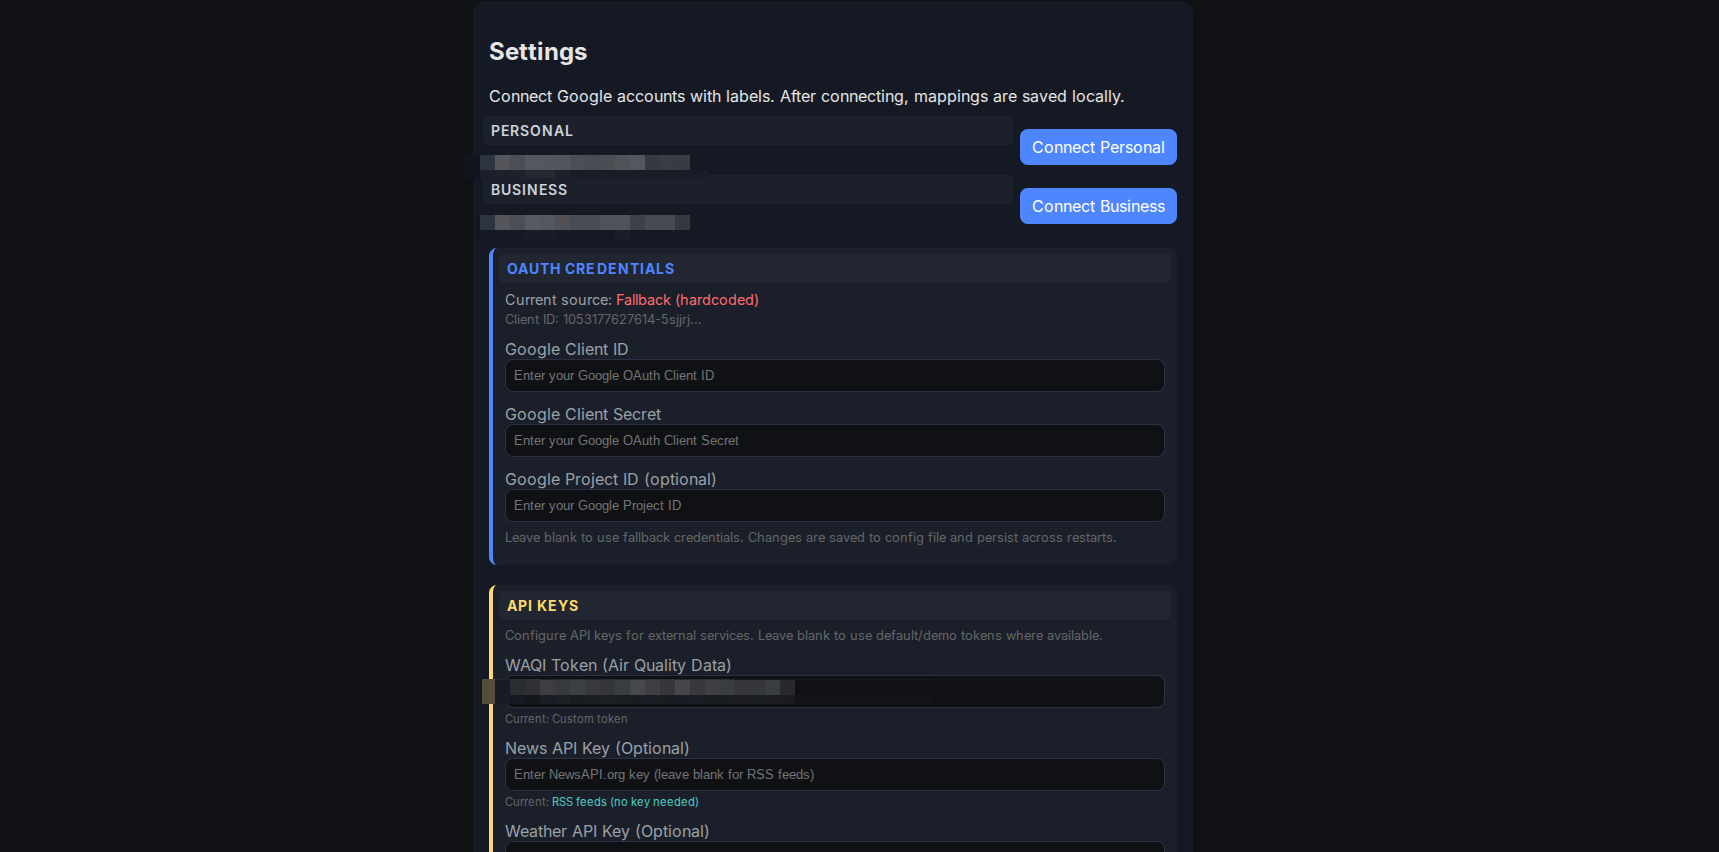 Settings
Connect Google accounts with labels. After connecting, mappings are saved locally.
PERSONAL
Connect Personal
BUSINESS
Connect Business
OAUTH CREDENTIALS
Current source: Fallback (hardcoded)
Client ID: 1053177627614-5sjjrj...
Google Client ID
Enter your Google OAuth Client ID
Google Client Secret
Enter your Google OAuth Client Secret
Google Project ID (optional)
Enter your Google Project ID
Leave blank to use fallback credentials. Changes are saved to config file and persist across restarts.
API KEYS
Configure API keys for external services. Leave blank to use default/demo tokens where available.
WAQI Token (Air Quality Data)
Current: Custom token
News API Key (Optional)
Enter NewsAPI.org key (leave blank for RSS feeds)
Current: RSS feeds (no key needed)
Weather API Key (Optional)